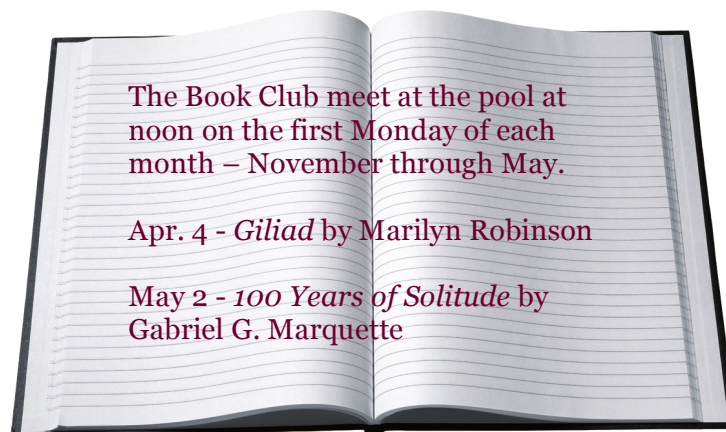 The Book Club meet at the pool at
noon on the first Monday of each
month – November through May.
Apr. 4 - Giliad by Marilyn Robinson
May 2 - 100 Years of Solitude by
Gabriel G. Marquette